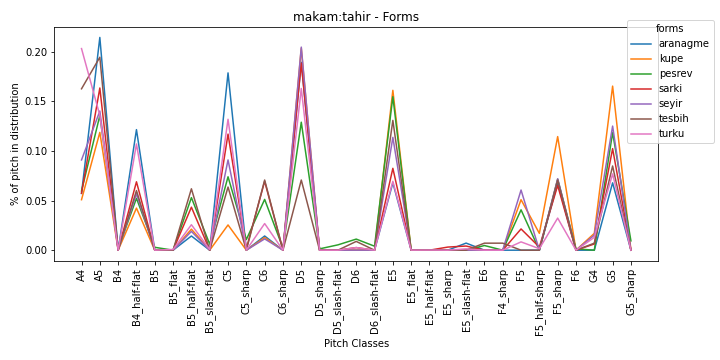 makam:tahir - Forms
forms
aranagme
kupe
pesrev
sarki
seyir
tesbih
turku
% of pitch in distribution
0.20
0.15
0.10
0.05
0.00
A4
A5
B4
B4_half-flat
B5
B5_flat
B5_half-flat
B5_slash-flat
C5
C5_sharp
C6
C6_sharp
D5
D5_sharp
D5_slash-flat
D6
D6_slash-flat
E5
E5_flat
E5_half-flat
E5_sharp
E5_slash-flat
E6
F4_sharp
F5
F5_half-sharp
F5_sharp
F6
G4
G5
G5_sharp
Pitch Classes